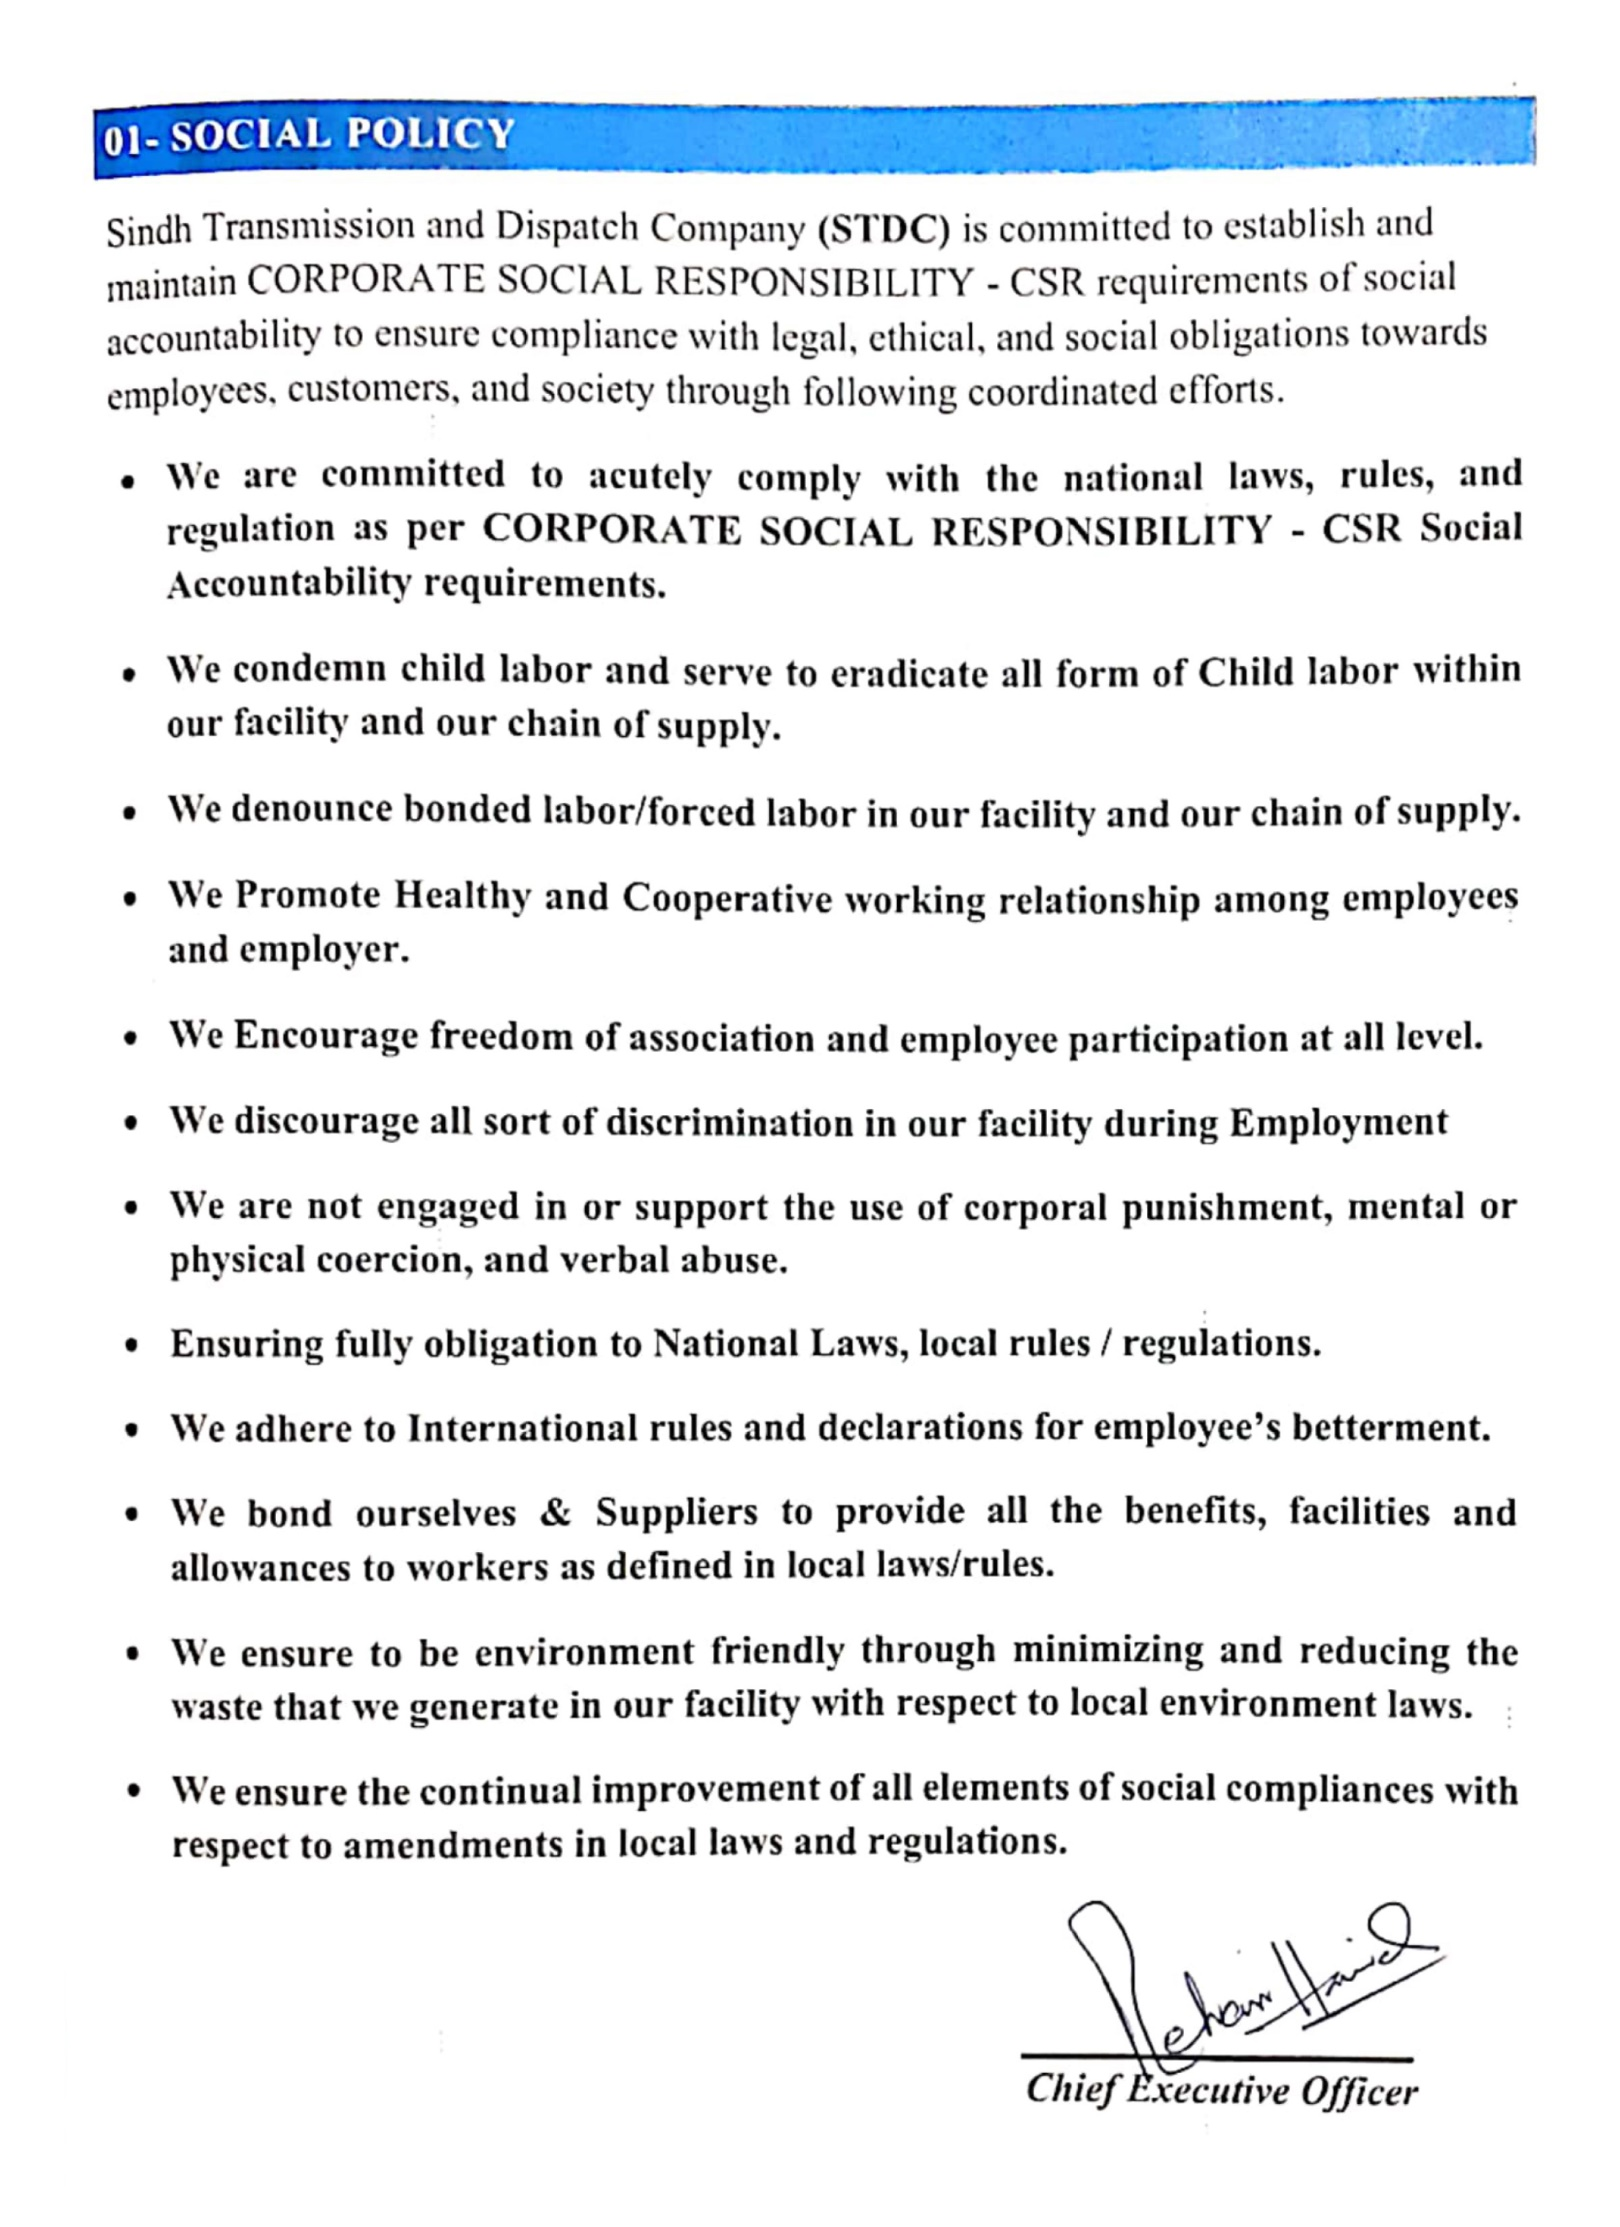 01- SOCIAL POLICY
Sindh Transmission and Dispatch Company (STDC) is committed to establish and
maintain CORPORATE SOCIAL RESPONSIBILITY - CSR requirements of social
accountability to ensure compliance with legal, ethical, and social obligations towards
employees, customers, and society through following coordinated efforts.
• We are committed to acutely comply with the national laws, rules, and
regulation as per CORPORATE SOCIAL RESPONSIBILITY - CSR Social
Accountability requirements.
• We condemn child labor and serve to eradicate all form of Child labor within
our facility and our chain of supply.
• We denounce bonded labor/forced labor in our facility and our chain of supply.
• We Promote Healthy and Cooperative working relationship among employees
and employer.
• We Encourage freedom of association and employee participation at all level.
• We discourage all sort of discrimination in our facility during Employment
• We are not engaged in or support the use of corporal punishment, mental or
physical coercion, and verbal abuse.
• Ensuring fully obligation to National Laws, local rules / regulations.
• We adhere to International rules and declarations for employee’s betterment.
• We bond ourselves & Suppliers to provide all the benefits, facilities and
allowances to workers as defined in local laws/rules.
• We ensure to be environment friendly through minimizing and reducing the
waste that we generate in our facility with respect to local environment laws.
• We ensure the continual improvement of all elements of social compliances with
respect to amendments in local laws and regulations.
Chief Executive Officer